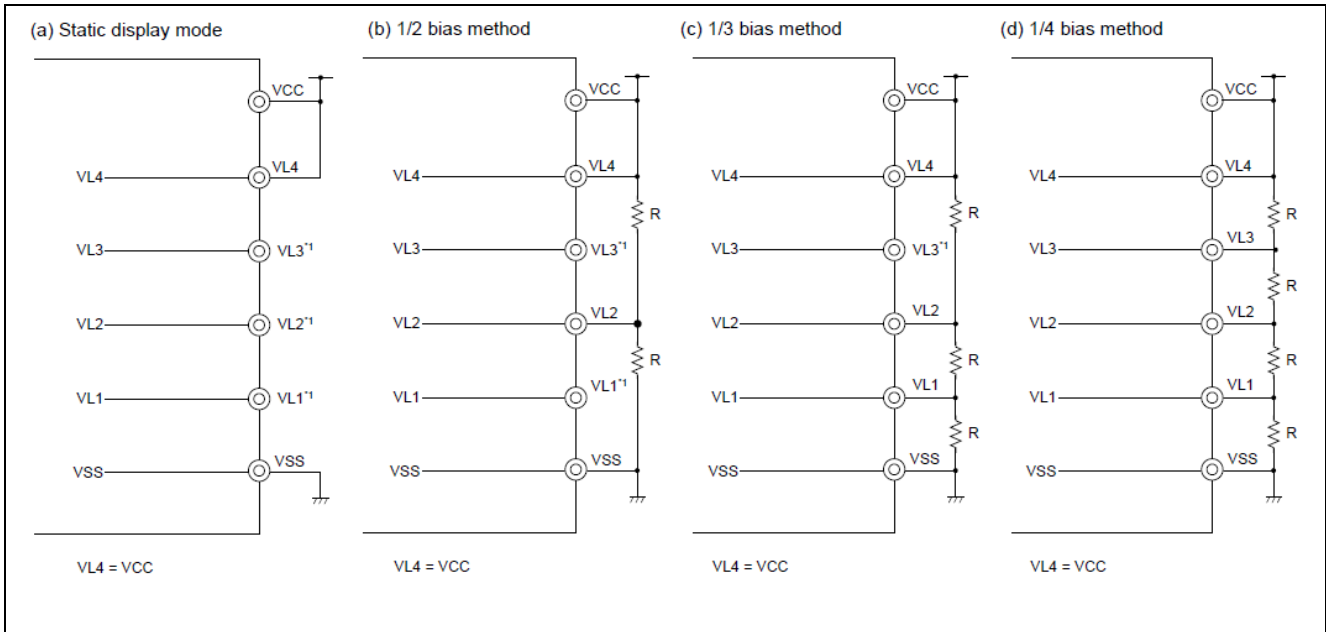 (a) Static display mode
VCC
VL4 VL4
VL3 VL3*1
VL2 VL2*1
VL1 VL1*1
VSS VSS
VL4 = VCC
(b) 1/2 bias method
VCC
VL4 VL4
R
VL3 VL3*1
VL2 VL2
R
VL1 VL1*1
VSS VSS
VL4 = VCC
(c) 1/3 bias method
VCC
VL4 VL4
R
VL3 VL3*1
VL2 VL2
R
VL1 VL1
R
VSS VSS
VL4 = VCC
(d) 1/4 bias method
VCC
VL4 VL4
R
VL3 VL3
R
VL2 VL2
R
VL1 VL1
R
VSS VSS
VL4 = VCC